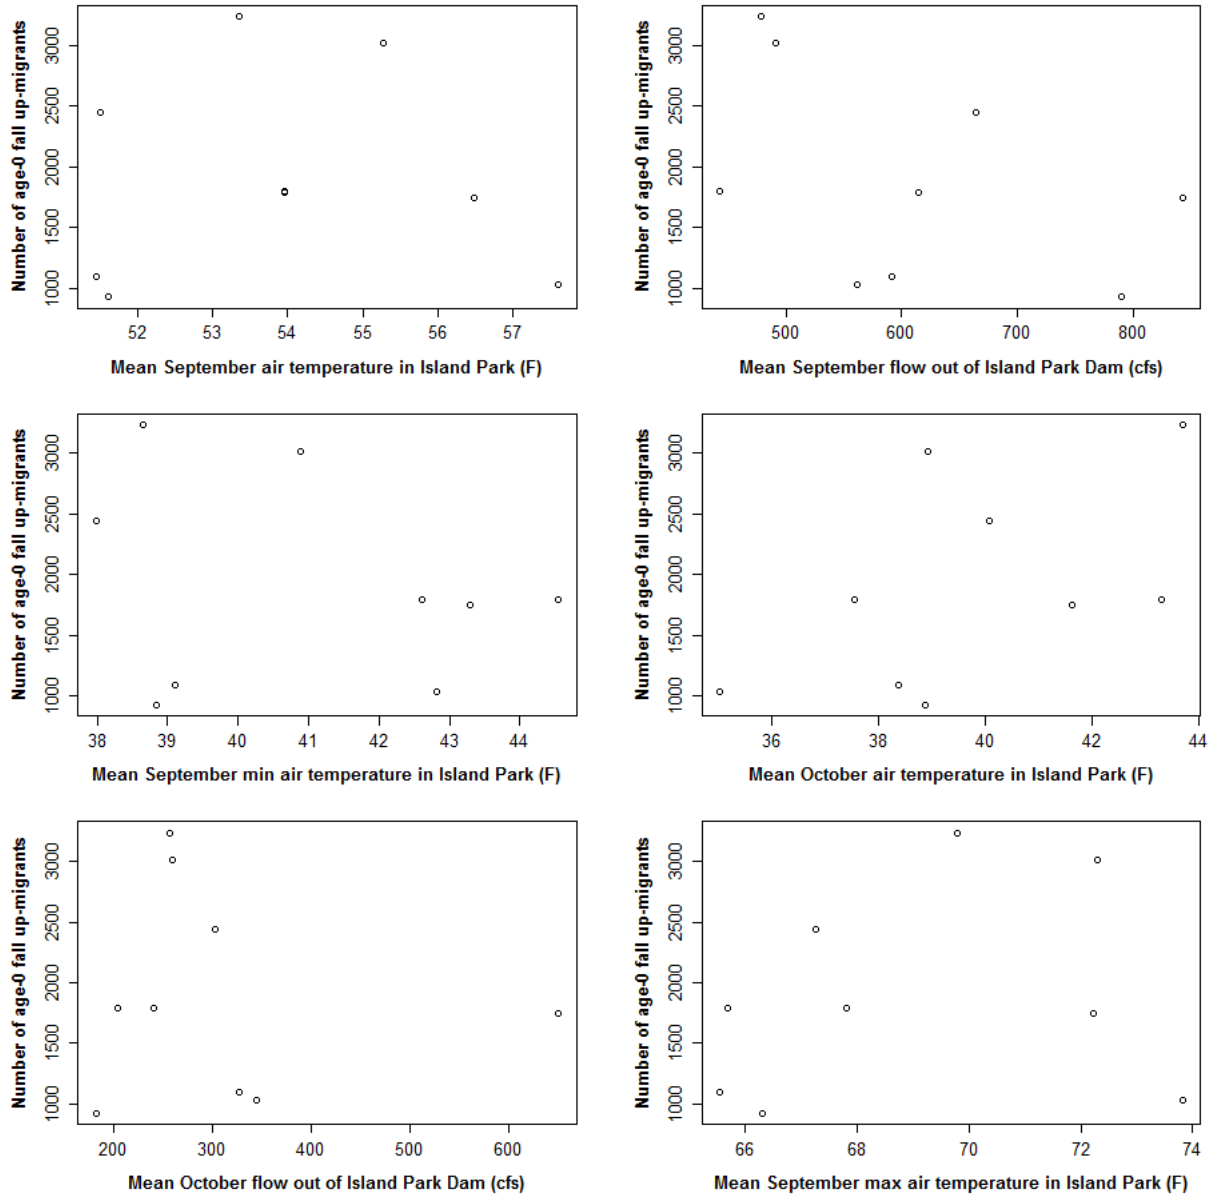 Number of age-0 fall up-migrants
1000 1500 2000 2500 3000
52 53 54 55 56 57
Mean September air temperature in Island Park (F)
Number of age-0 fall up-migrants
1000 1500 2000 2500 3000
500 600 700 800
Mean September flow out of Island Park Dam (cfs)
Number of age-0 fall up-migrants
1000 1500 2000 2500 3000
38 39 40 41 42 43 44
Mean September min air temperature in Island Park (F)
Number of age-0 fall up-migrants
1000 1500 2000 2500 3000
36 38 40 42 44
Mean October air temperature in Island Park (F)
Number of age-0 fall up-migrants
1000 1500 2000 2500 3000
200 300 400 500 600
Mean October flow out of Island Park Dam (cfs)
Number of age-0 fall up-migrants
1000 1500 2000 2500 3000
66 68 70 72 74
Mean September max air temperature in Island Park (F)